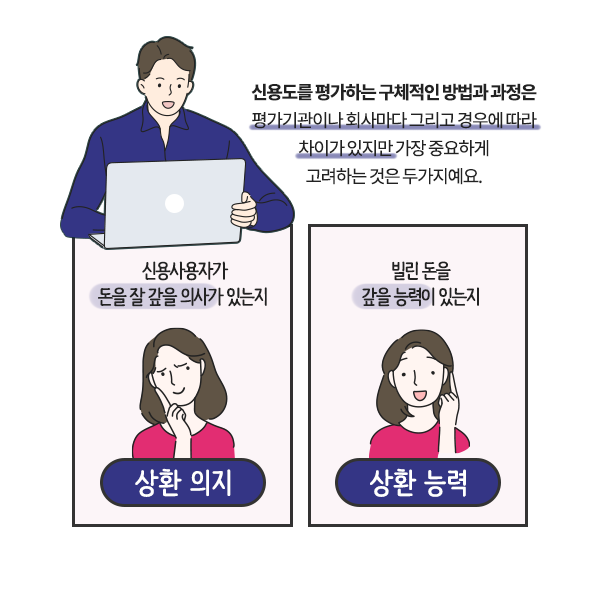 신용도를 평가하는 구체적인 방법과 과정은
평가기관이나 회사마다 그리고 경우에 따라
차이가 있지만 가장 중요하게
고려하는 것은 두가지예요.
신용사용자가
돈을 잘 갚을 의사가 있는지
상환 의지
빌린 돈을
갚을 능력이 있는지
상환 능력